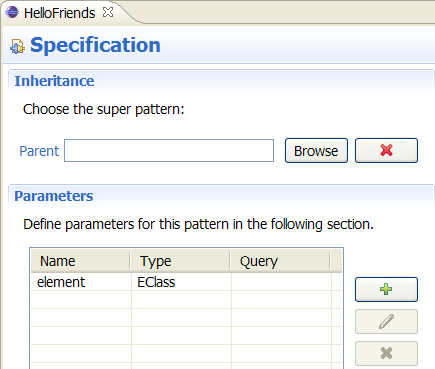 HelloFriends
Specification
Inheritance
Choose the super pattern:
Parent Browse
Parameters
Define parameters for this pattern in the following section.
Name Type Query
element EClass